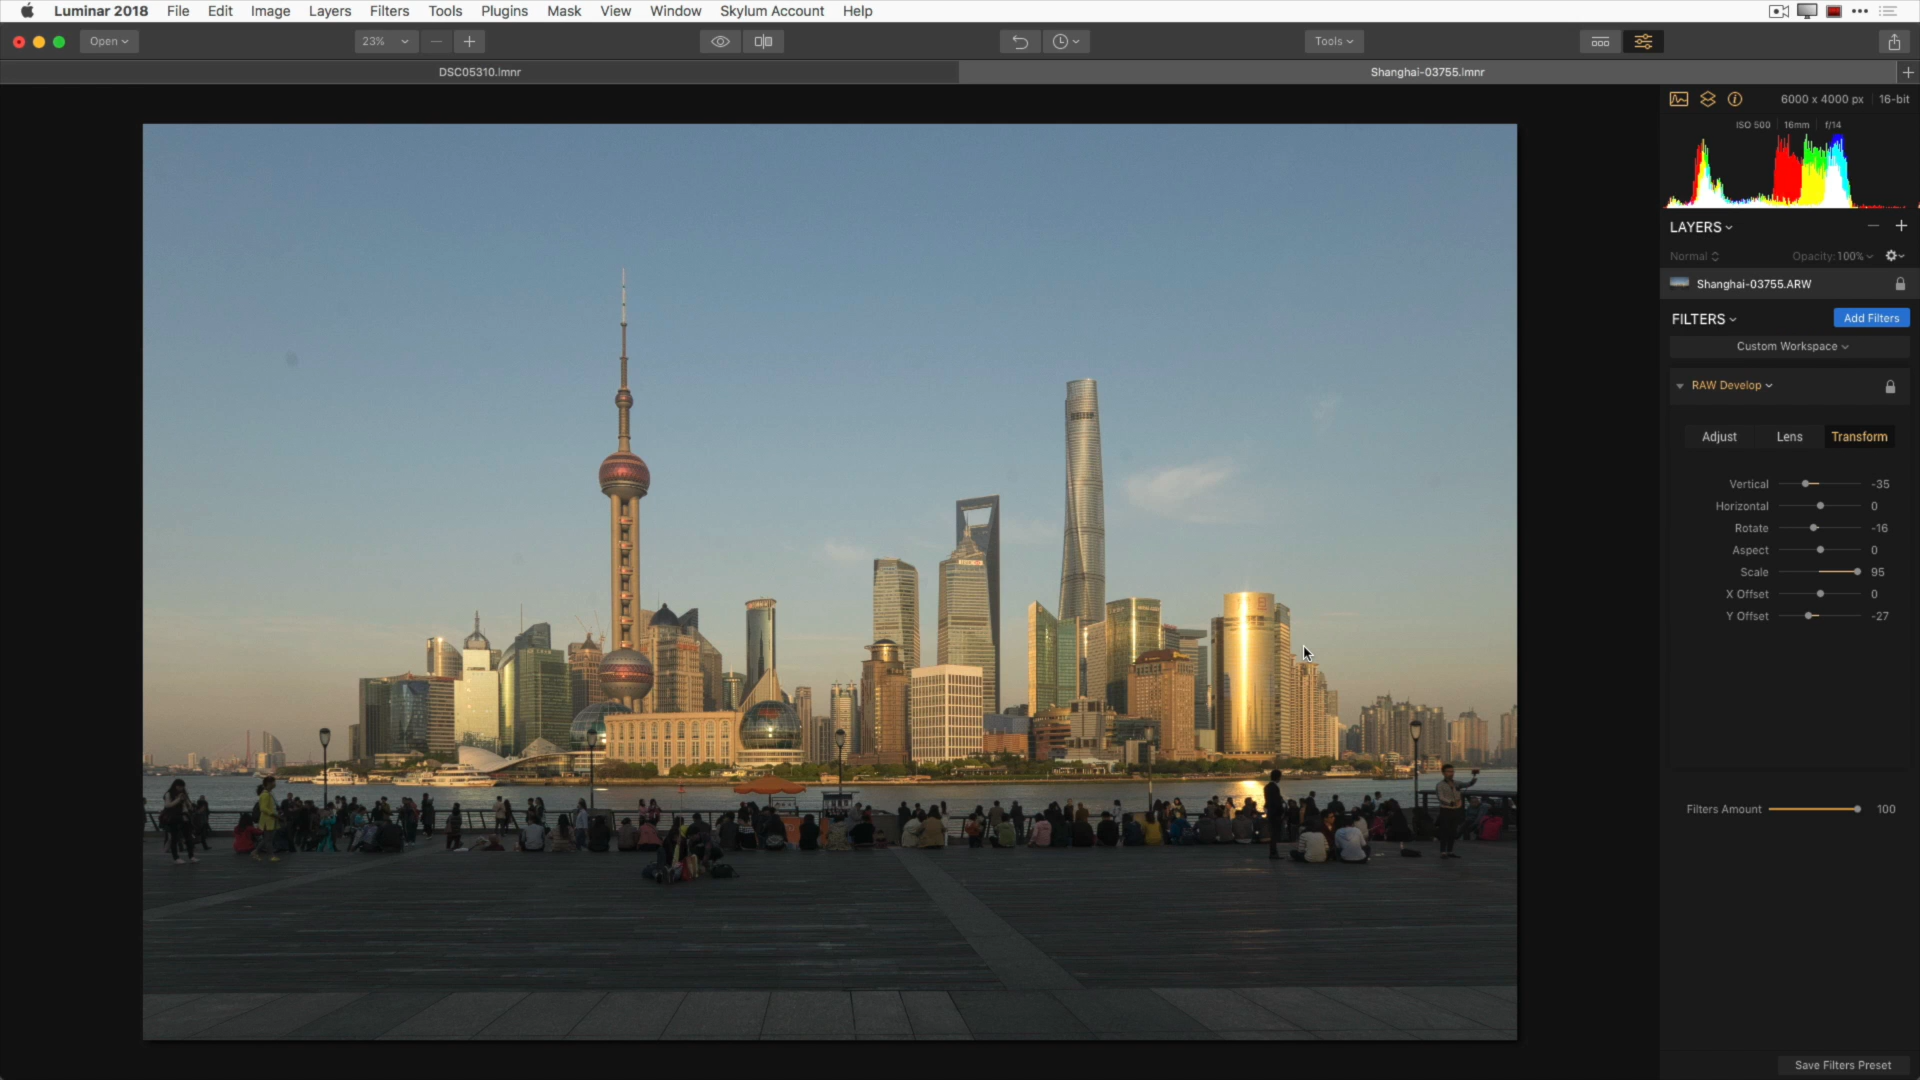 Luminar 2018 File Edit Image Layers Filters Tools Plugins Mask View Window Skylum Account Help
Open 23% Tools
DSC05310.lmnr Shanghai-03755.lmnr
6000 x 4000 px 16-bit
ISO 500 16mm f/14
LAYERS
Normal Opacity: 100%
Shanghai-03755.ARW
FILTERS Add Filters
Custom Workspace
RAW Develop
Adjust Lens Transform
Vertical -35
Horizontal 0
Rotate -16
Aspect 0
Scale 95
X Offset 0
Y Offset -27
Filters Amount 100
Save Filters Preset